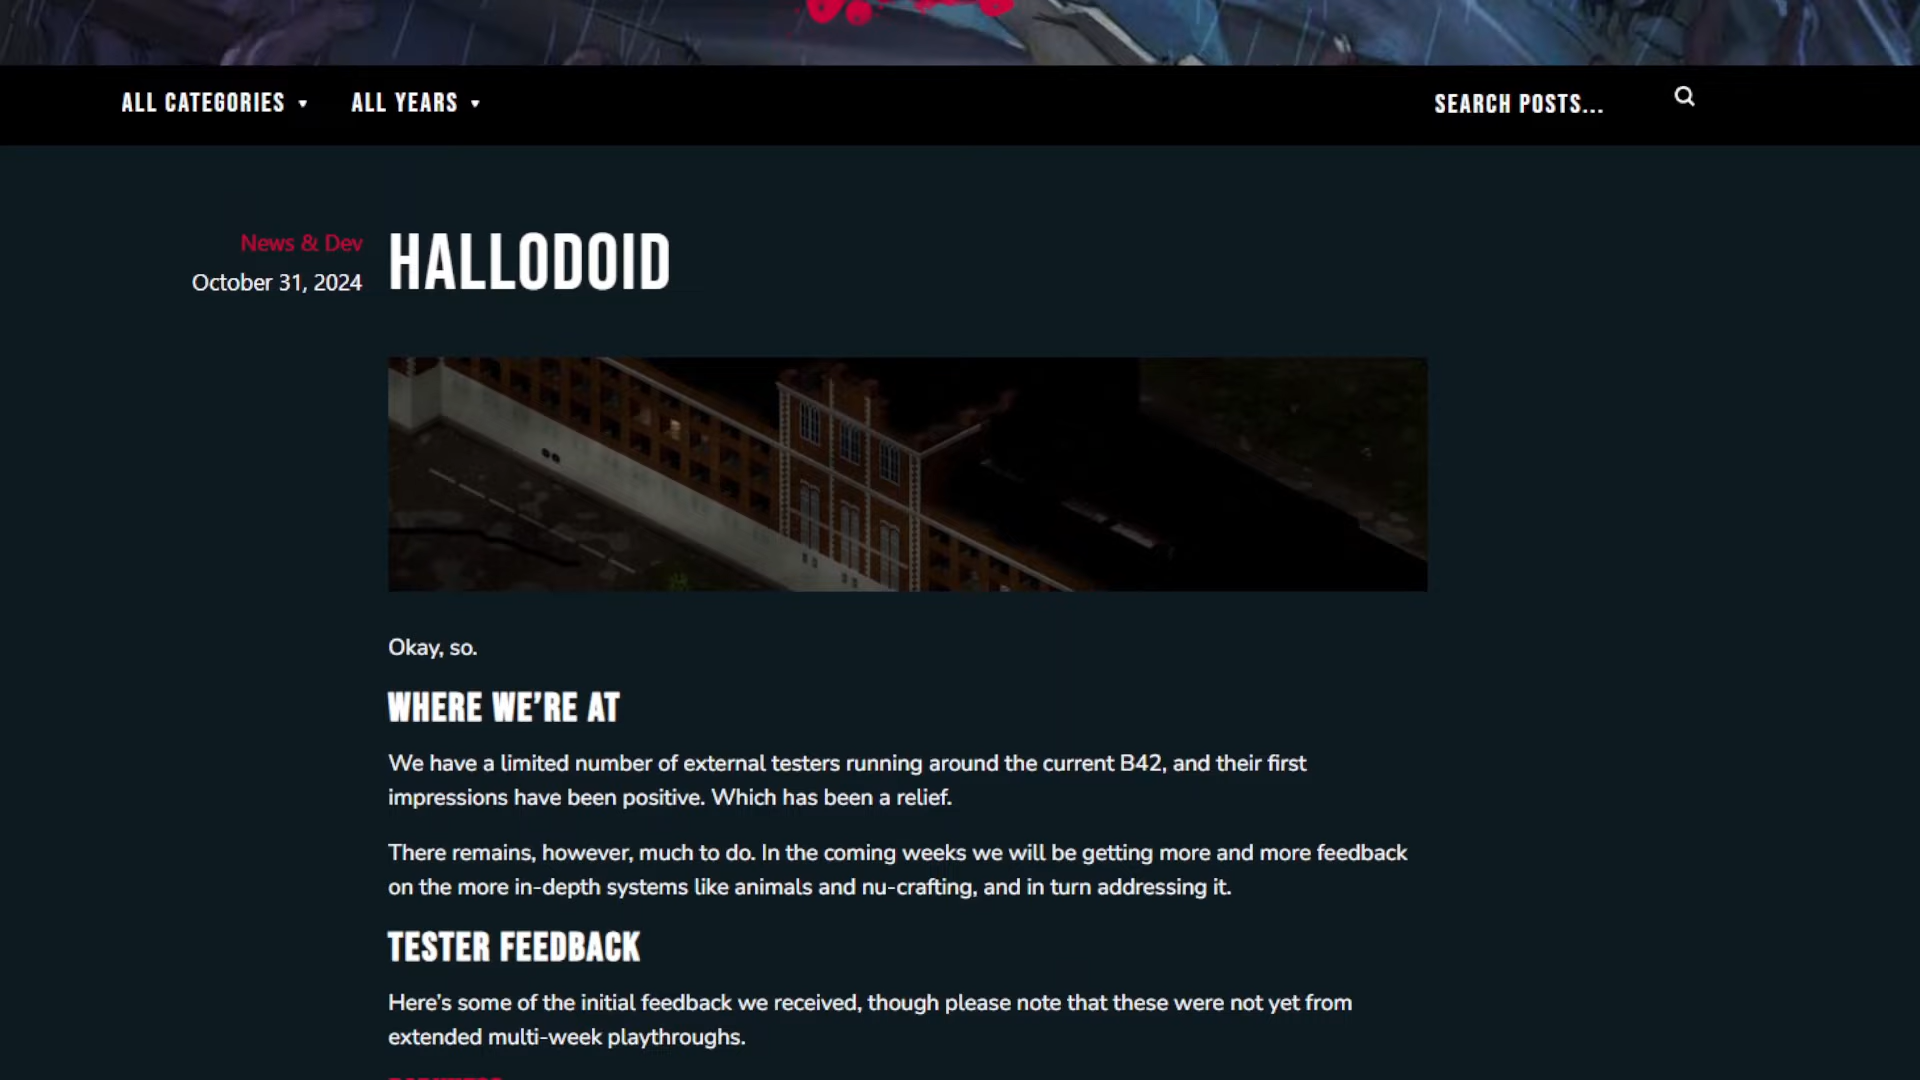 ALL CATEGORIES ALL YEARS SEARCH POSTS...
News & Dev
October 31, 2024
HALLODOID
Okay, so.
WHERE WE'RE AT
We have a limited number of external testers running around the current B42, and their first
impressions have been positive. Which has been a relief.
There remains, however, much to do. In the coming weeks we will be getting more and more feedback
on the more in-depth systems like animals and nu-crafting, and in turn addressing it.
TESTER FEEDBACK
Here's some of the initial feedback we received, though please note that these were not yet from
extended multi-week playthroughs.